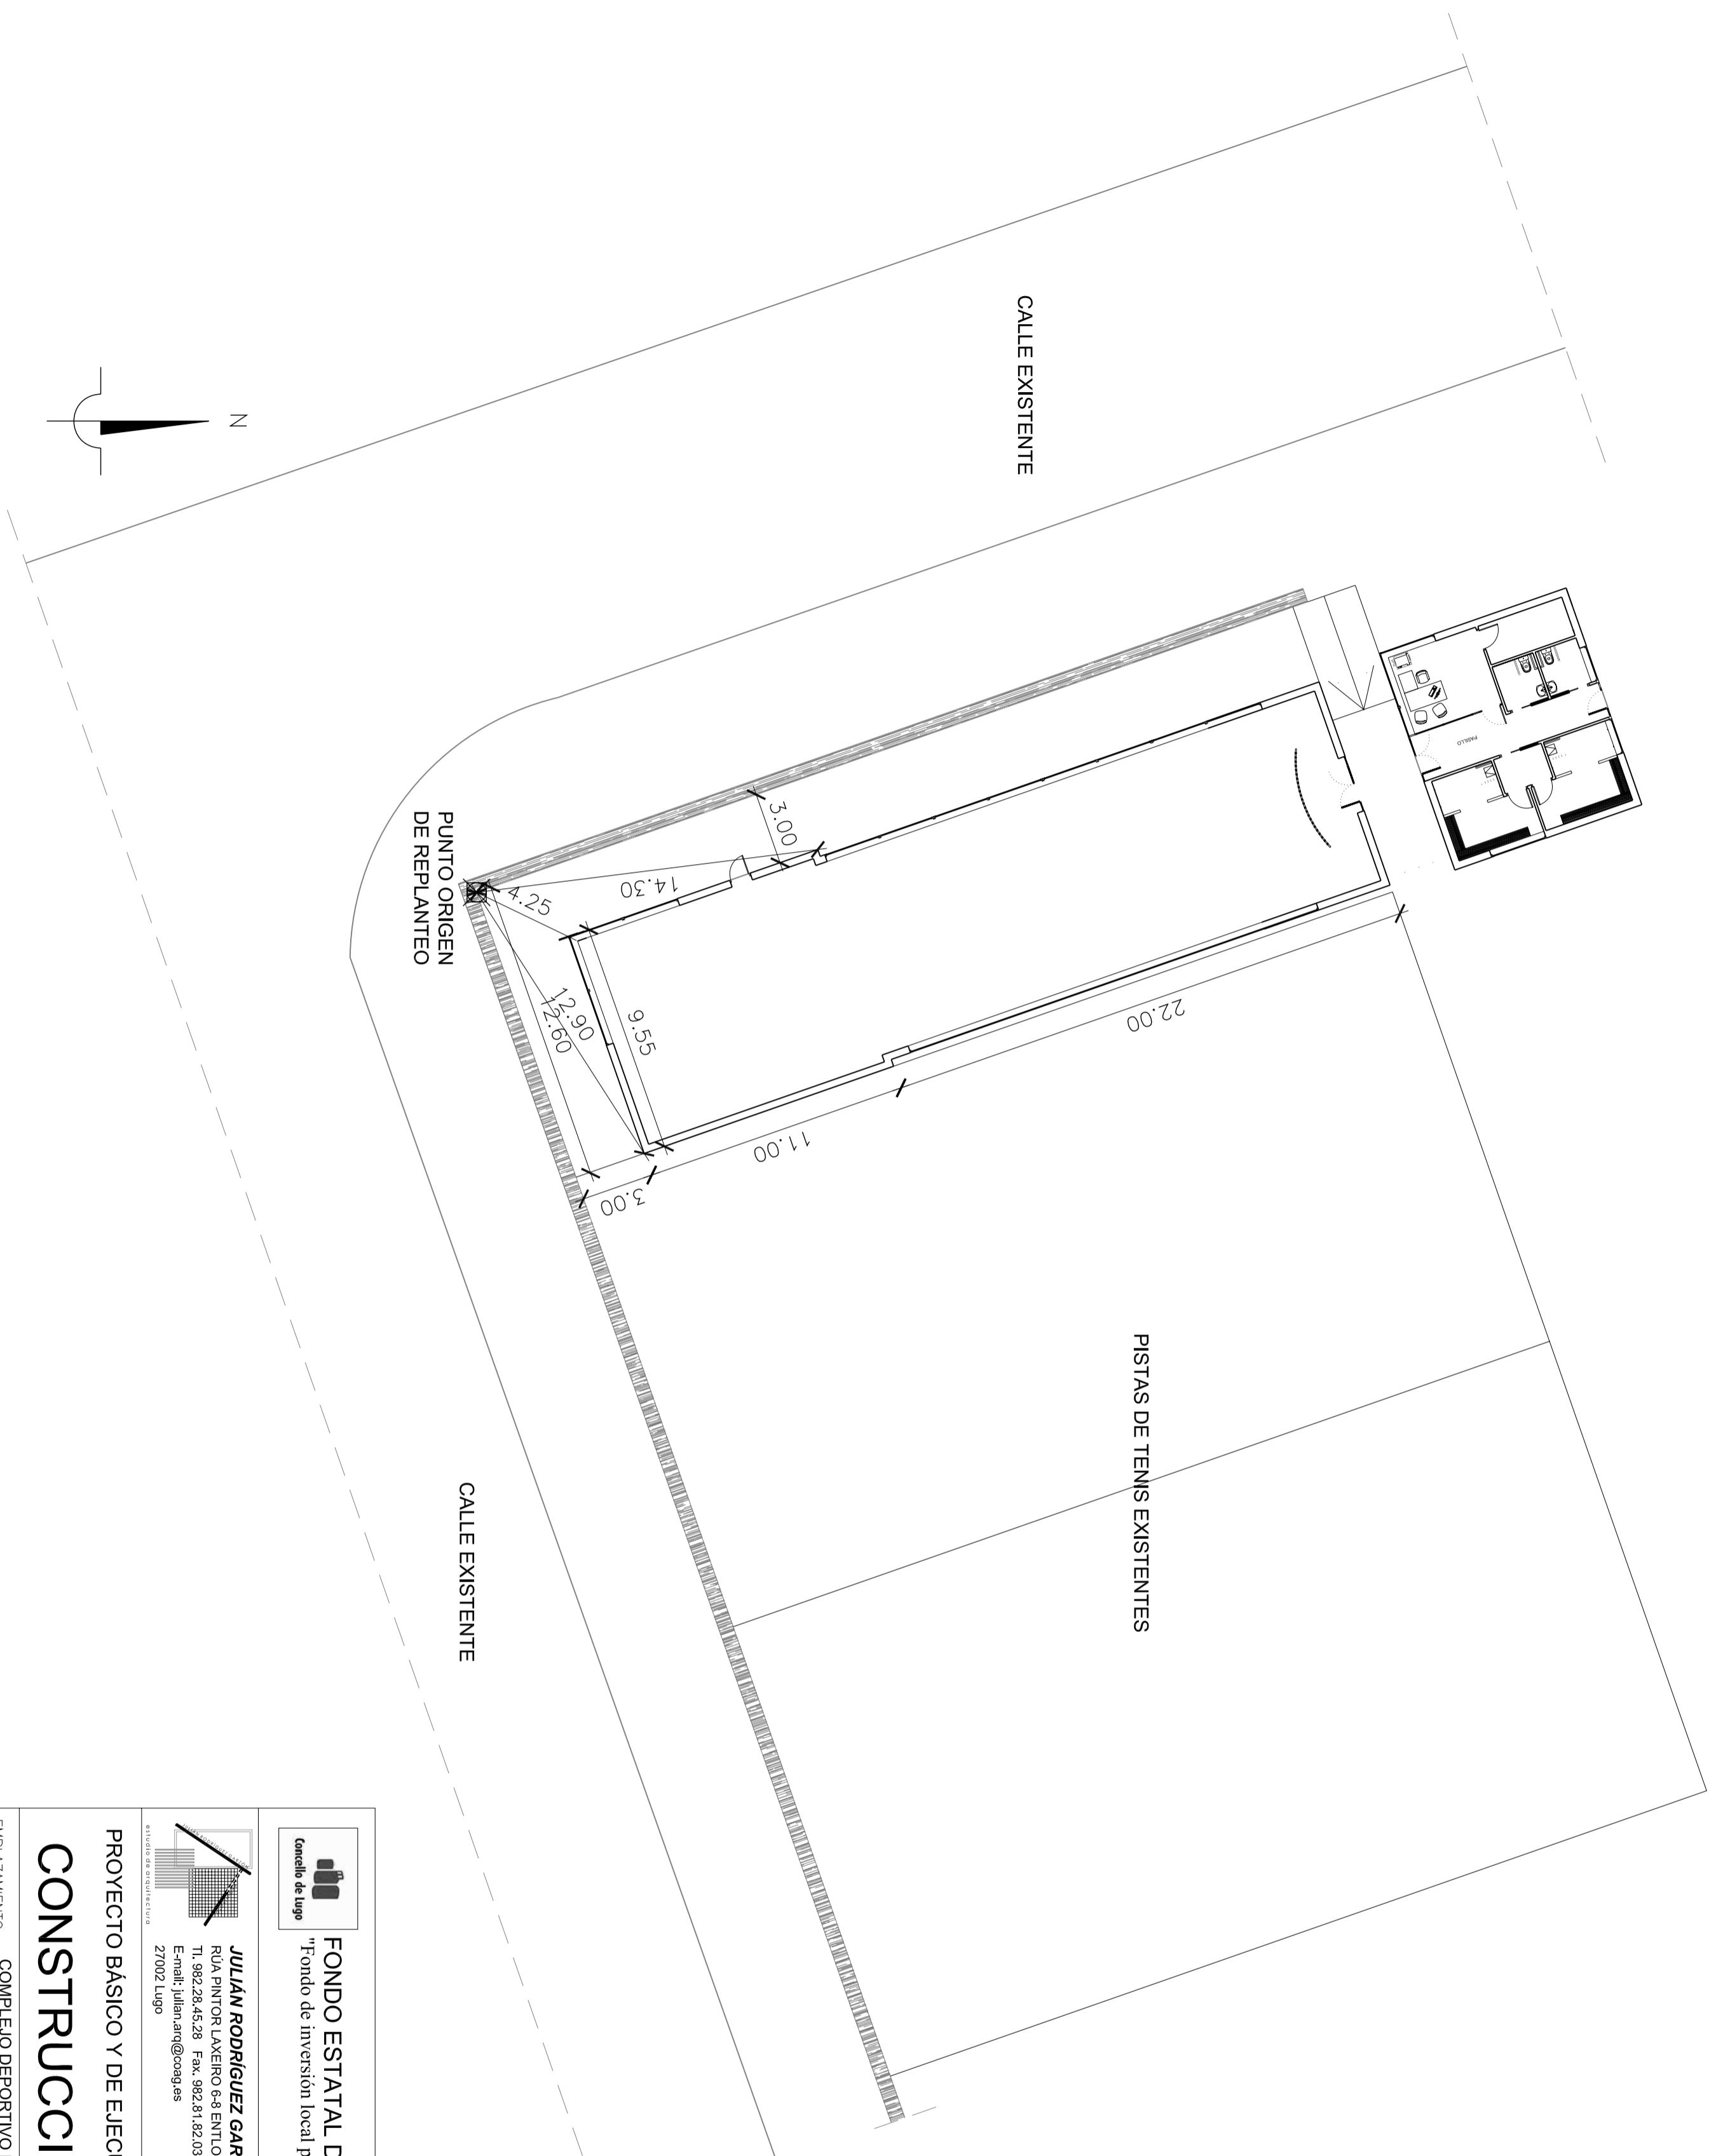 CALLE EXISTENTE
N
PASILLO
PUNTO ORIGEN
DE REPLANTEO
3.00
14.30
4.25
12.90
12.60
9.55
22.00
11.00
3.00
PISTAS DE TENIS EXISTENTES
CALLE EXISTENTE
Concello de Lugo
FONDO ESTATAL D
"Fondo de inversión local p
estudio de arquitectura
JULIÁN RODRÍGUEZ GAR
RÚA PINTOR LAXEIRO 6-8 ENTLO
Tl. 982.28.45.28 Fax. 982.81.82.03
E-mail: julian.arq@coag.es
27002 Lugo
PROYECTO BÁSICO Y DE EJEC
CONSTRUCCI
COMPLEJO DEPORTIVO